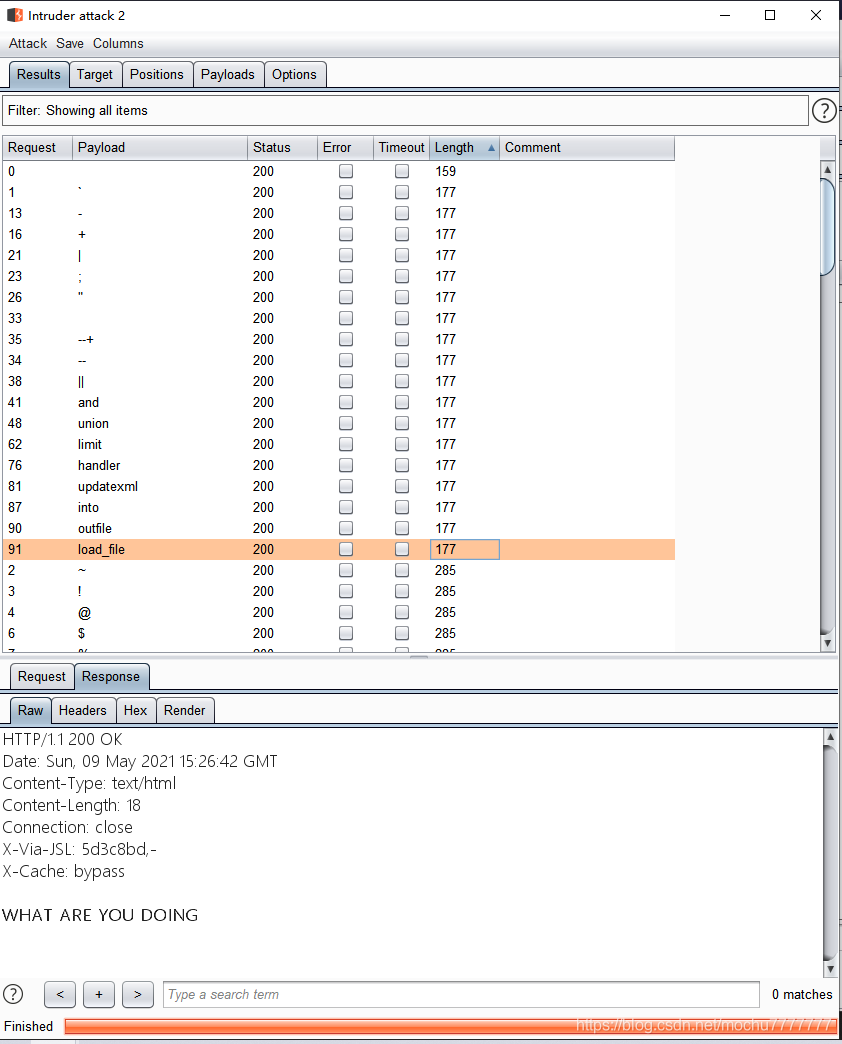 Intruder attack 2
Attack Save Columns
Results Target Positions Payloads Options
Filter: Showing all items ?
Request Payload Status Error Timeout Length Comment
0 200 159
1 ` 200 177
13 - 200 177
16 + 200 177
21 | 200 177
23 ; 200 177
26 " 200 177
33 200 177
35 --+ 200 177
34 -- 200 177
38 || 200 177
41 and 200 177
48 union 200 177
62 limit 200 177
76 handler 200 177
81 updatexml 200 177
87 into 200 177
90 outfile 200 177
91 load_file 200 177
2 ~ 200 285
3 ! 200 285
4 @ 200 285
6 $ 200 285
7 % 200 285
Request Response
Raw Headers Hex Render
HTTP/1.1 200 OK
Date: Sun, 09 May 2021 15:26:42 GMT
Content-Type: text/html
Content-Length: 18
Connection: close
X-Via-JSL: 5d3c8bd,-
X-Cache: bypass
WHAT ARE YOU DOING
? < + > Type a search term 0 matches
Finished
https://blog.csdn.net/mochu7777777